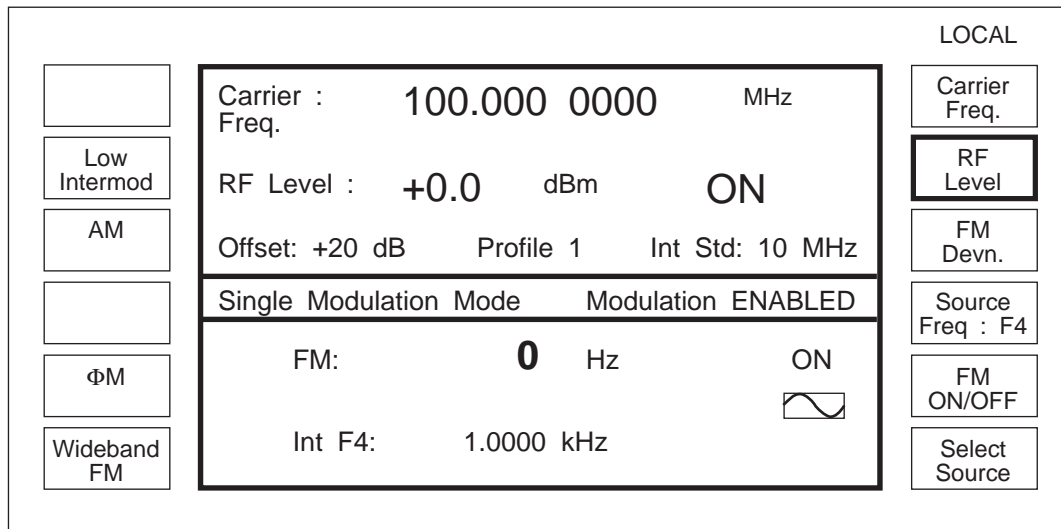 LOCAL
Low
Intermod
AM
ΦM
Wideband
FM
Carrier :
Freq.
100.000 0000 MHz
RF Level : +0.0 dBm ON
Offset: +20 dB Profile 1 Int Std: 10 MHz
Single Modulation Mode Modulation ENABLED
FM: 0 Hz ON
Int F4: 1.0000 kHz
Carrier
Freq.
RF
Level
FM
Devn.
Source
Freq : F4
FM
ON/OFF
Select
Source